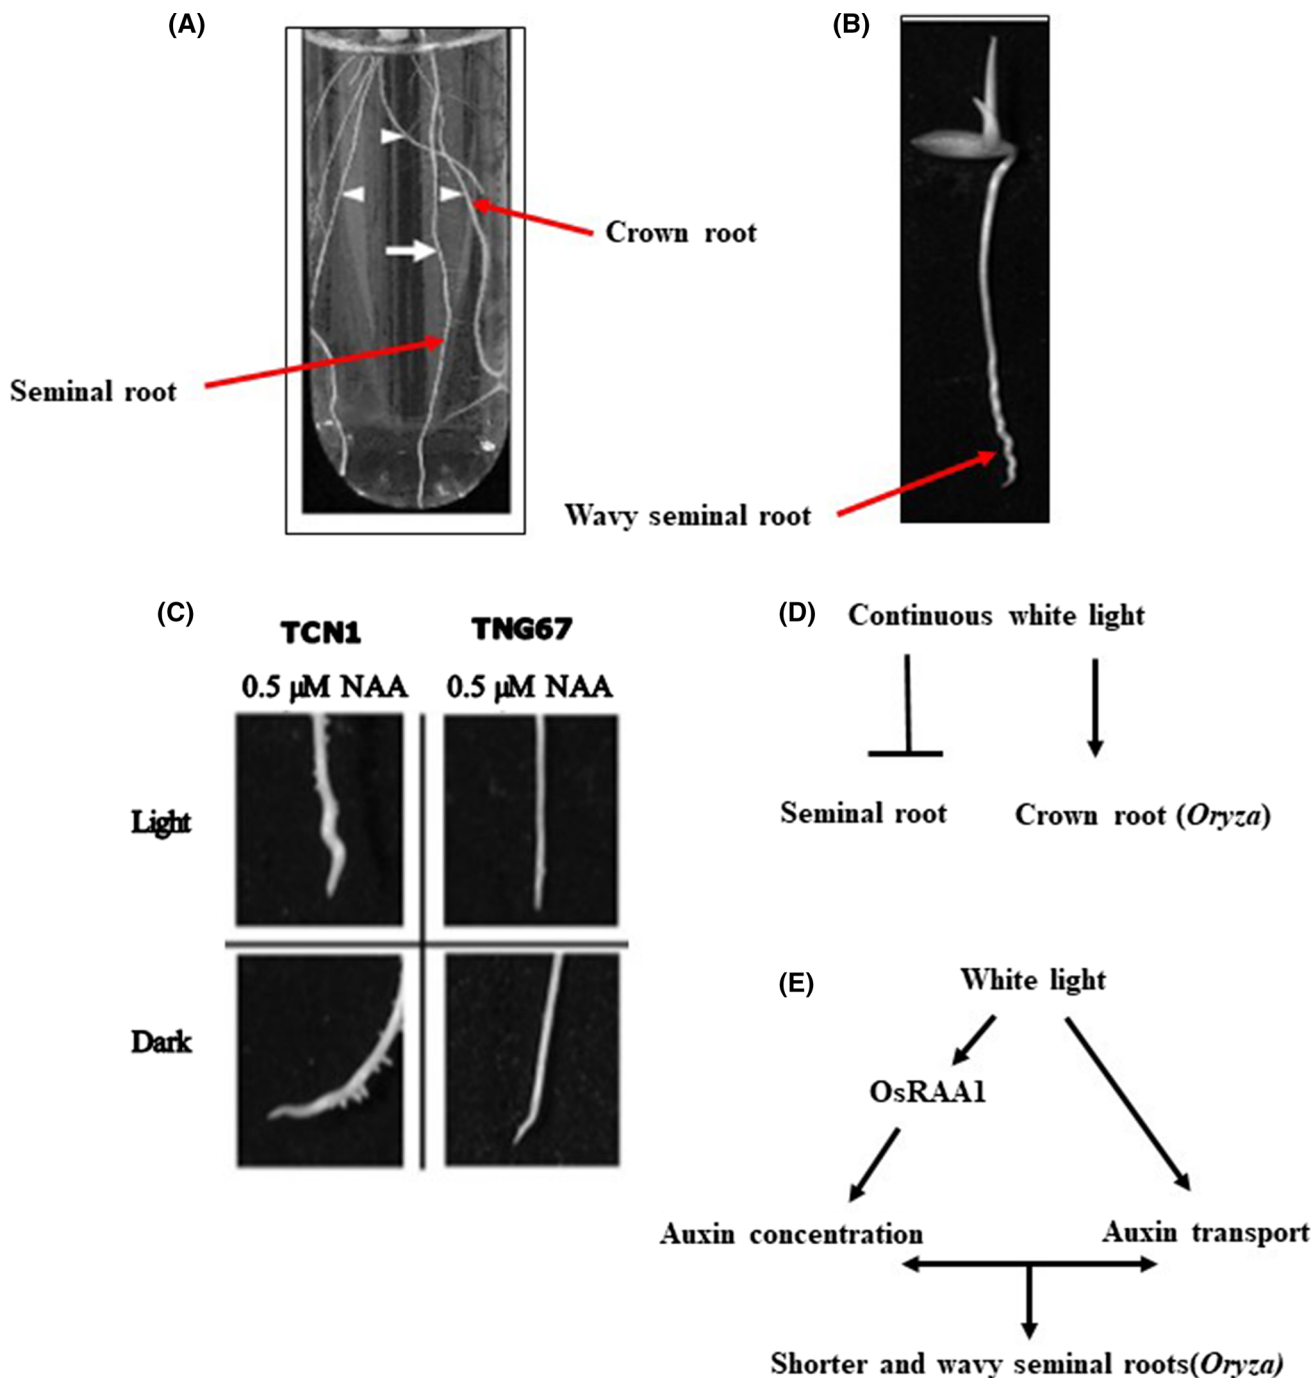 (A)
(B)
Crown root
Seminal root
Wavy seminal root
(C)
TCN1
TNG67
0.5 µM NAA
0.5 µM NAA
Light
Dark
(D)
Continuous white light
Seminal root
Crown root (Oryza)
(E)
White light
OsRAA1
Auxin concentration
Auxin transport
Shorter and wavy seminal roots(Oryza)